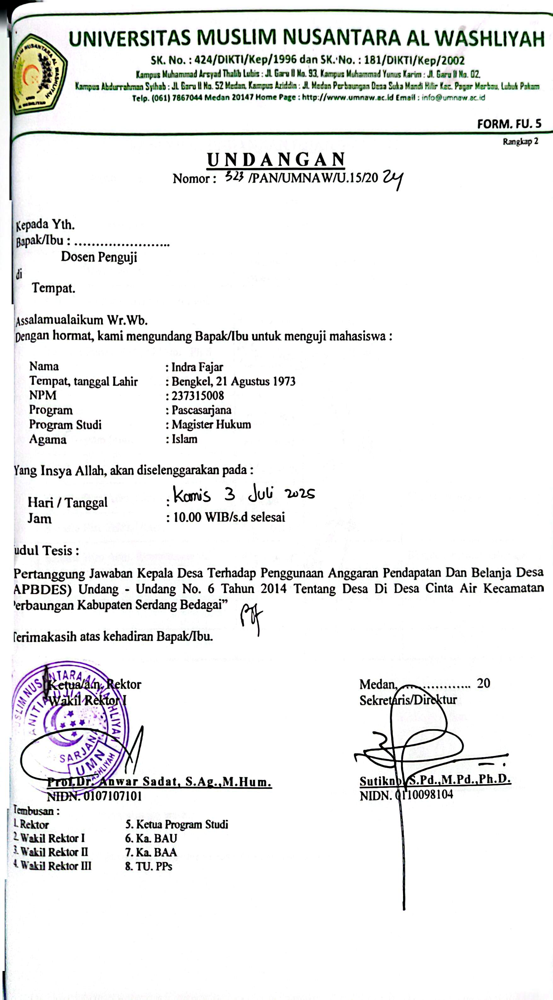 UNIVERSITAS MUSLIM NUSANTARA AL WASHLIYAH
SK. No. : 424/DIKTI/Kep/1996 dan SK. No. : 181/DIKTI/Kep/2002
Kampus Muhammad Arsyad Thalib Lubis : Jl. Garu II No. 93, Kampus Muhammad Yunus Karim : Jl. Garu II No. 02,
Kampus Abdurrahman Syihab : Jl. Garu II No. 52 Medan, Kampus Aziddin : Jl. Medan Perbaungan Desa Suka Mandi Hilir Kec. Pagar Merbau, Lubuk Pakam
Telp. (061) 7867044 Medan 20147 Home Page : http://www.umnaw.ac.id Email : info@umnaw.ac.id
FORM. FU. 5
Rangkap 2
UNDANGAN
Nomor : 323 /PAN/UMNAW/U.15/20 24
Kepada Yth.
Bapak/Ibu : ........................
Dosen Penguji
di
Tempat.
Assalamualaikum Wr.Wb.
Dengan hormat, kami mengundang Bapak/Ibu untuk menguji mahasiswa :
Nama : Indra Fajar
Tempat, tanggal Lahir : Bengkel, 21 Agustus 1973
NPM : 237315008
Program : Pascasarjana
Program Studi : Magister Hukum
Agama : Islam
Yang Insya Allah, akan diselenggarakan pada :
Hari / Tanggal : Kamis 3 Juli 2025
Jam : 10.00 WIB/s.d selesai
udul Tesis :
Pertanggung Jawaban Kepala Desa Terhadap Penggunaan Anggaran Pendapatan Dan Belanja Desa
APBDES) Undang - Undang No. 6 Tahun 2014 Tentang Desa Di Desa Cinta Air Kecamatan
erbaungan Kabupaten Serdang Bedagai”
Terimakasih atas kehadiran Bapak/Ibu.
Ketua/a.n. Rektor
Wakil Rektor I
Prof.Dr. Anwar Sadat, S.Ag.,M.Hum.
NIDN. 0107107101
Medan, .................. 20
Sekretaris/Direktur
Sutikno, S.Pd.,M.Pd.,Ph.D.
NIDN. 0110098104
Tembusan :
1. Rektor
2. Wakil Rektor I
3. Wakil Rektor II
4. Wakil Rektor III
5. Ketua Program Studi
6. Ka. BAU
7. Ka. BAA
8. TU. PPs